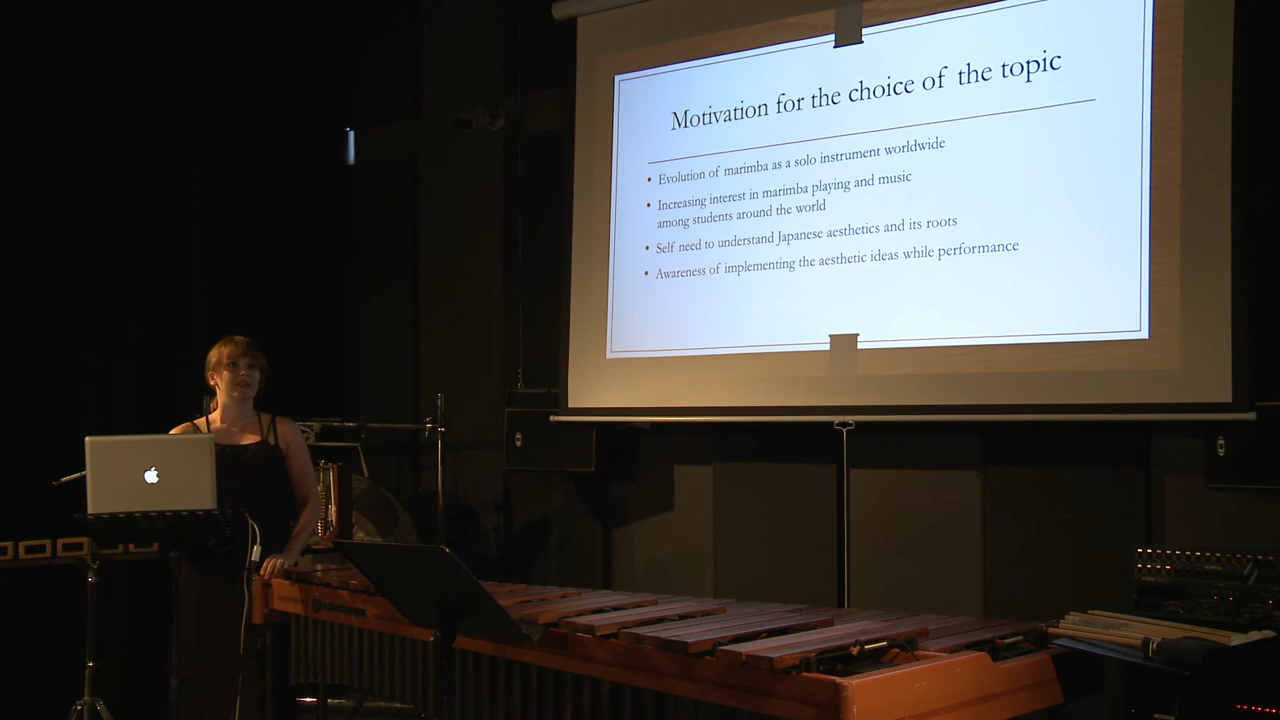 Motivation for the choice of the topic
• Evolution of marimba as a solo instrument worldwide
• Increasing interest in marimba playing and music
among students around the world
• Self need to understand Japanese aesthetics and its roots
• Awareness of implementing the aesthetic ideas while performance